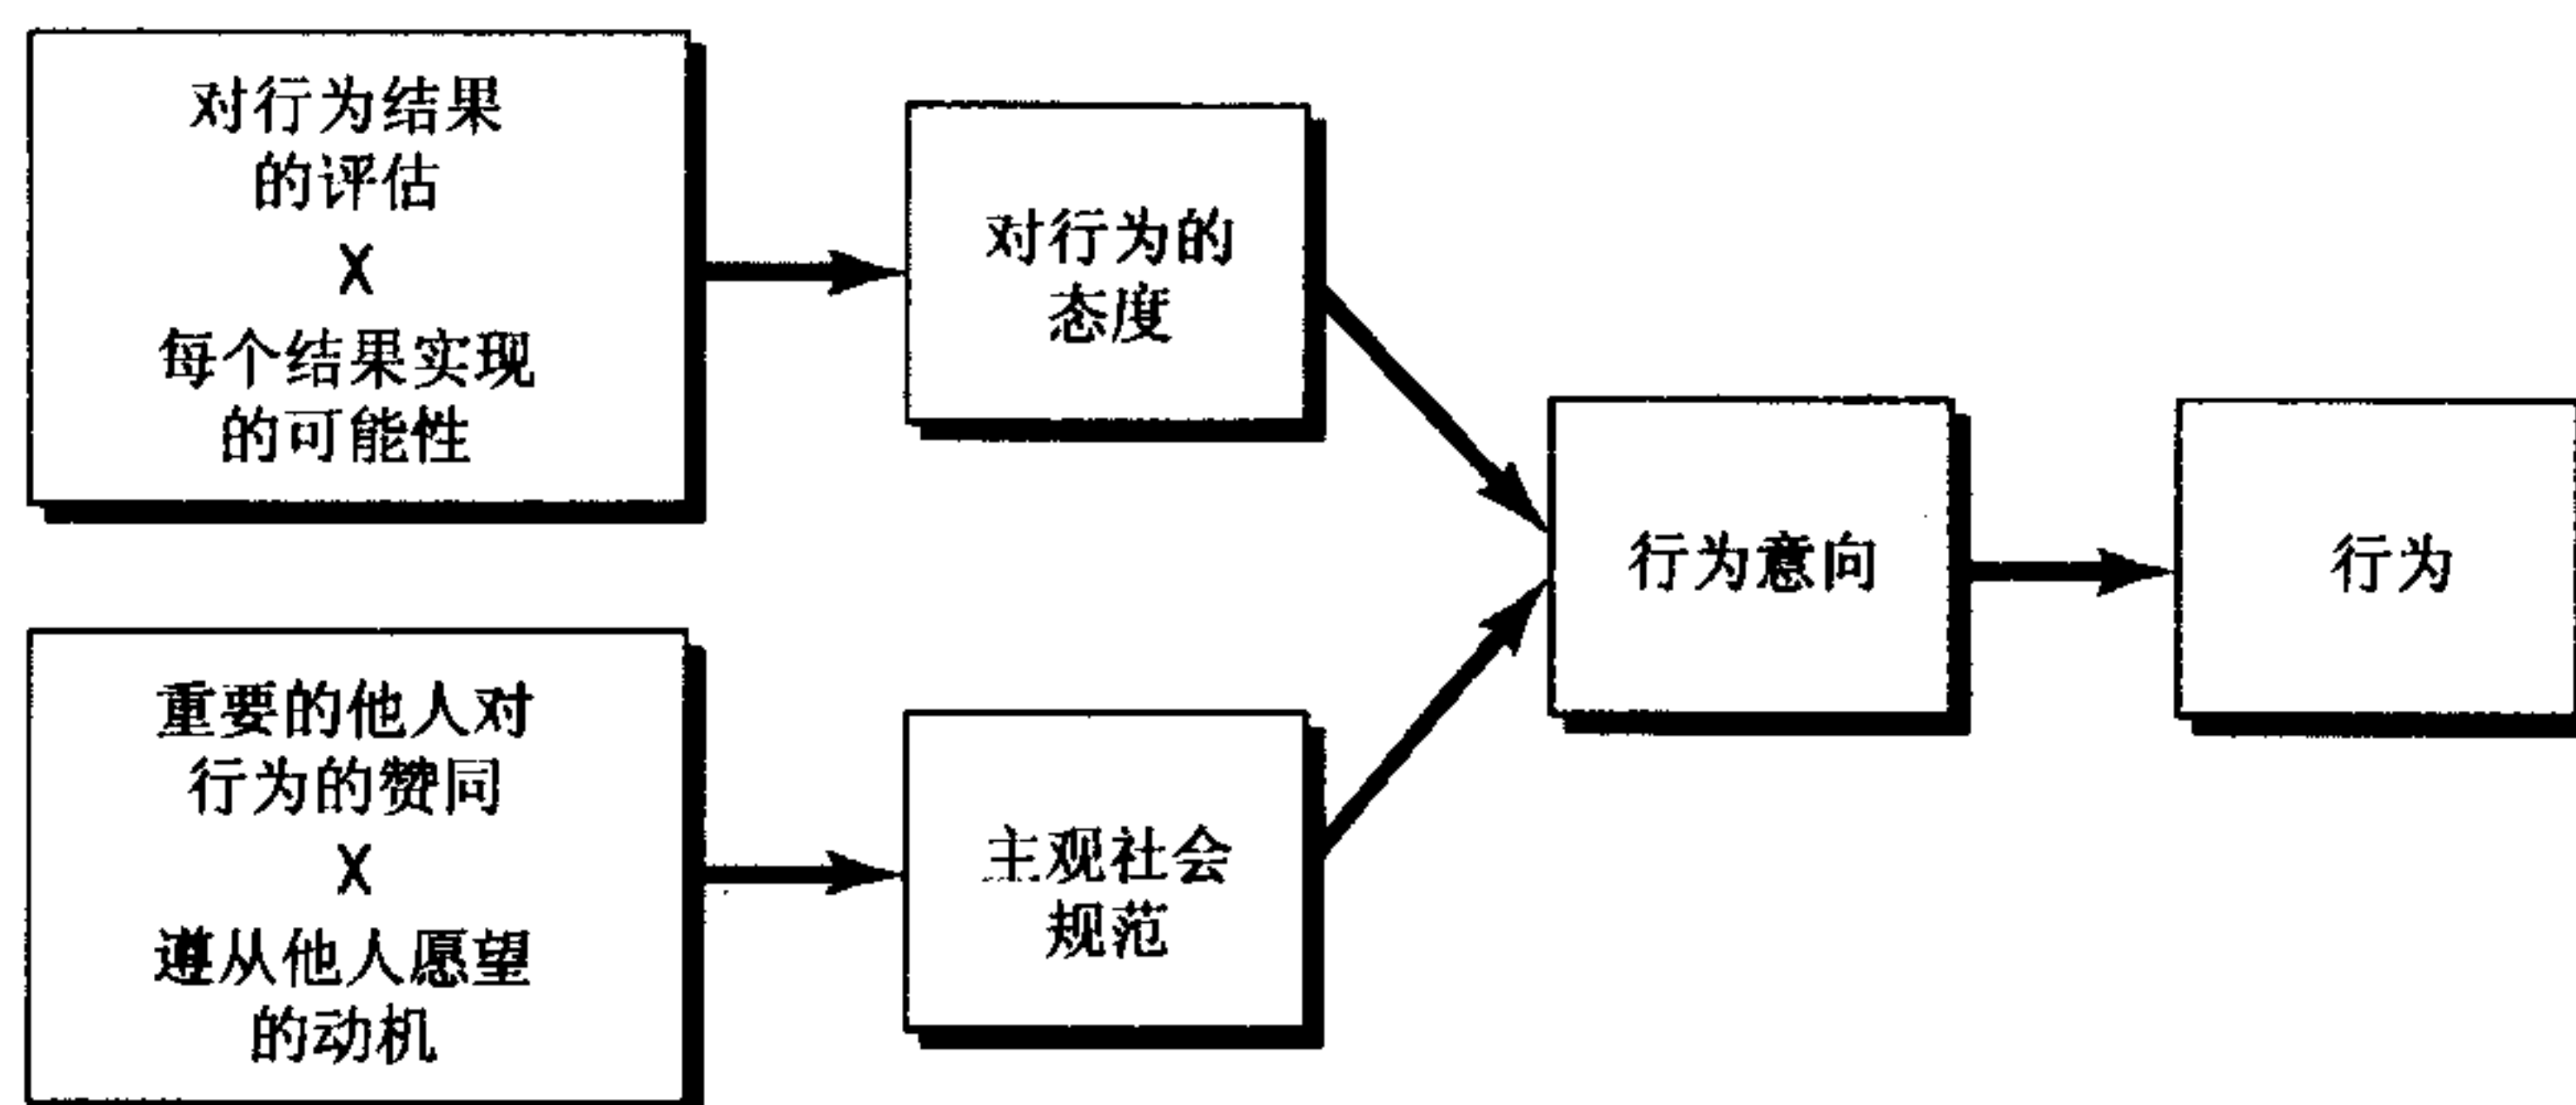 对行为结果
的评估
X
每个结果实现
的可能性
对行为的
态度
重要的他人对
行为的赞同
X
遵从他人愿望
的动机
主观社会
规范
行为意向
行为